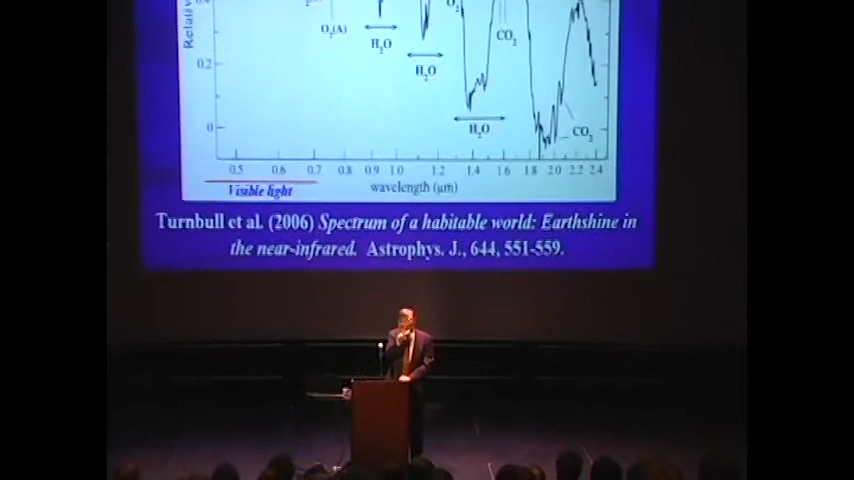 Relative
0.4
O₂
O₂(A)
H₂O
CO₂
H₂O
0.2
H₂O
CO₂
0
0.5 0.6 0.7 0.8 0.9 1.0 1.2 1.4 1.6 1.8 2.0 2.2 2.4
Visible light
wavelength (μm)
Turnbull et al. (2006) Spectrum of a habitable world: Earthshine in
the near-infrared. Astrophys. J., 644, 551-559.